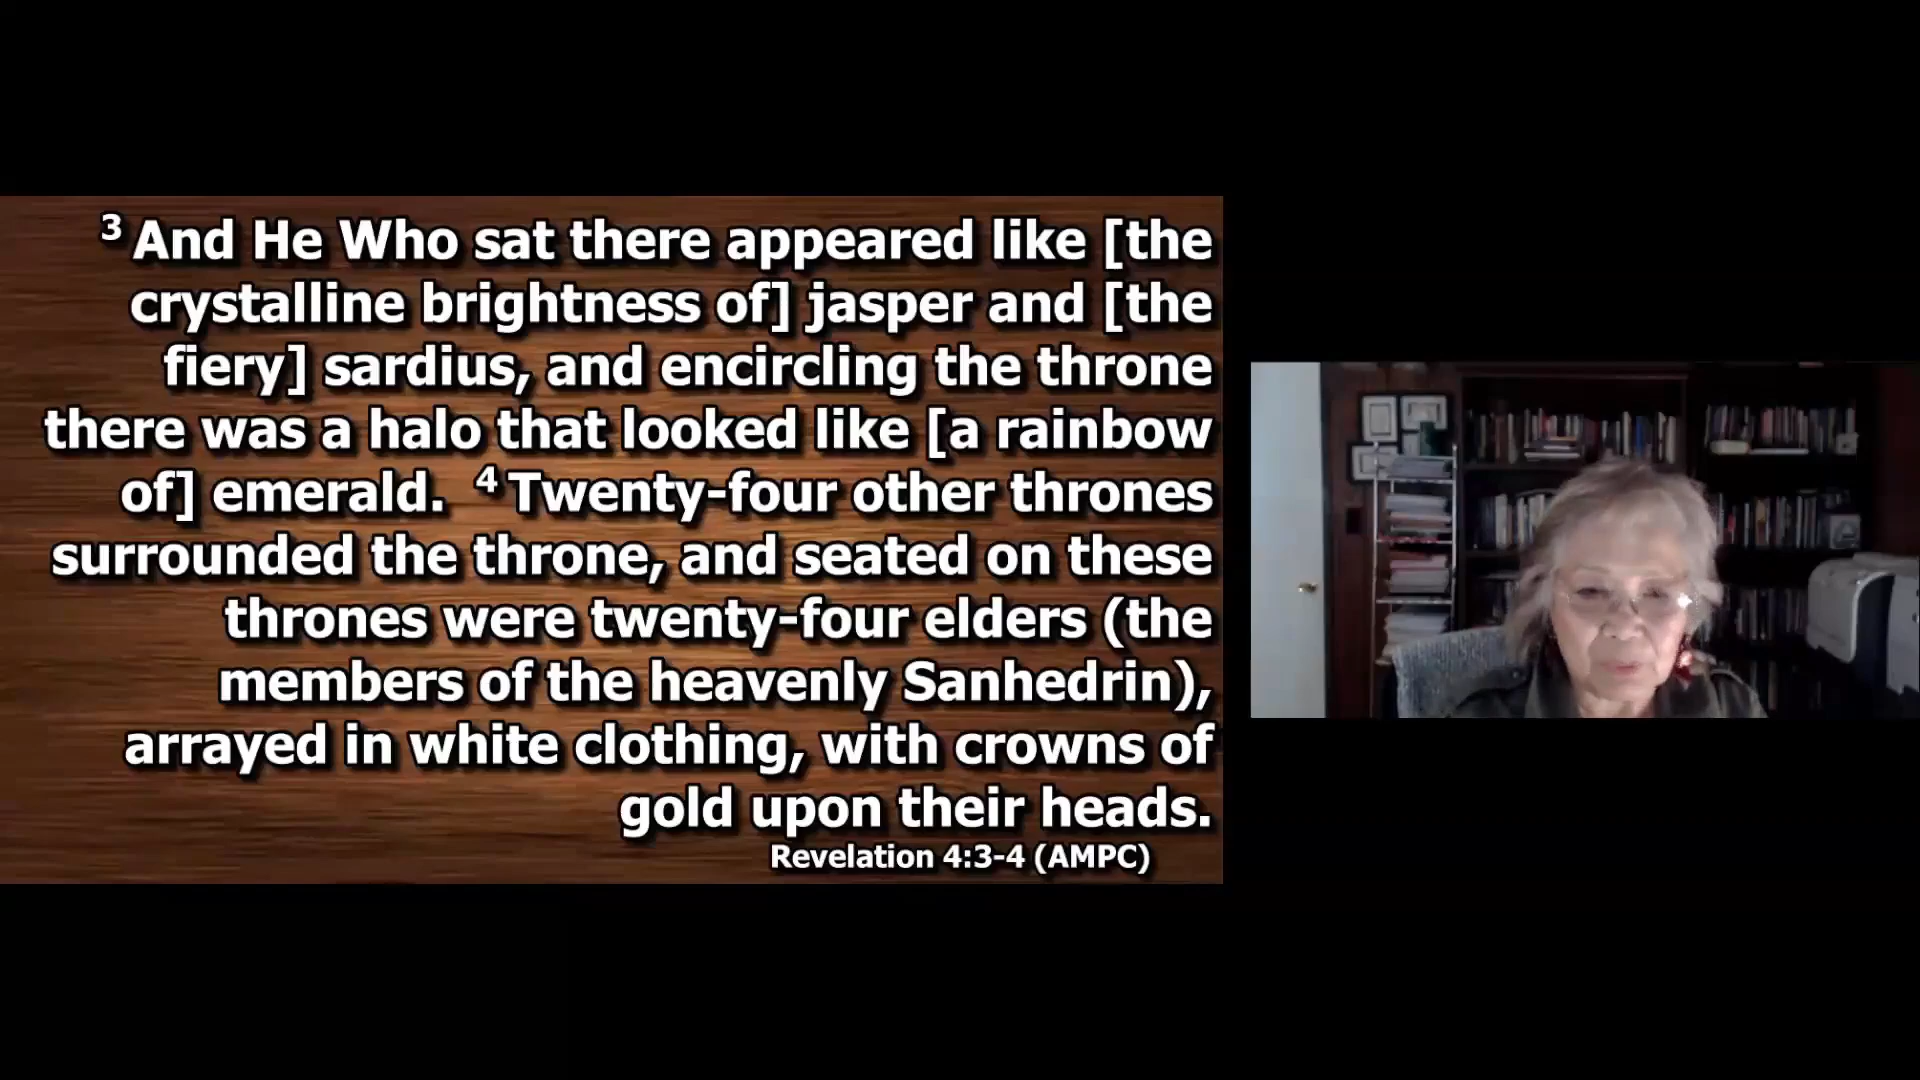 3 And He Who sat there appeared like [the
crystalline brightness of] jasper and [the
fiery] sardius, and encircling the throne
there was a halo that looked like [a rainbow
of] emerald. 4 Twenty-four other thrones
surrounded the throne, and seated on these
thrones were twenty-four elders (the
members of the heavenly Sanhedrin),
arrayed in white clothing, with crowns of
gold upon their heads.
Revelation 4:3-4 (AMPC)